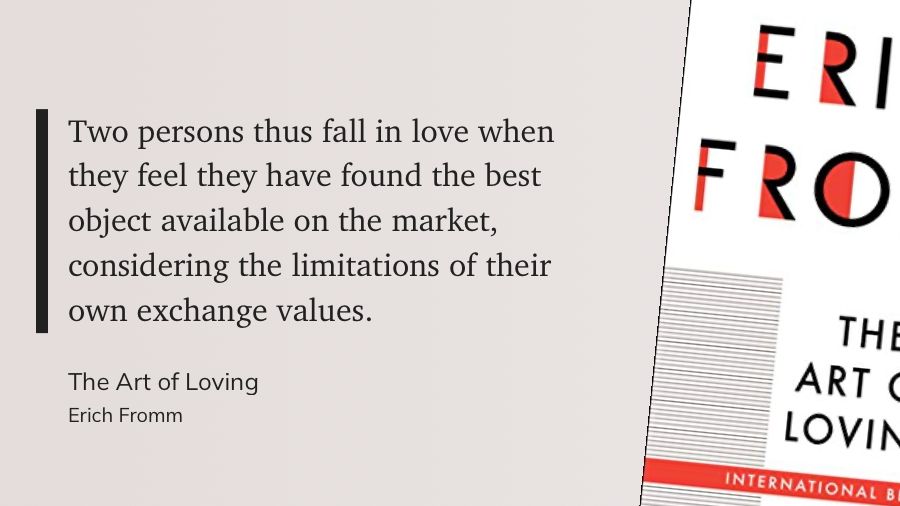 Two persons thus fall in love when
they feel they have found the best
object available on the market,
considering the limitations of their
own exchange values.
The Art of Loving
Erich Fromm
ERI
FRO
THE
ART O
LOVIN
INTERNATIONAL B